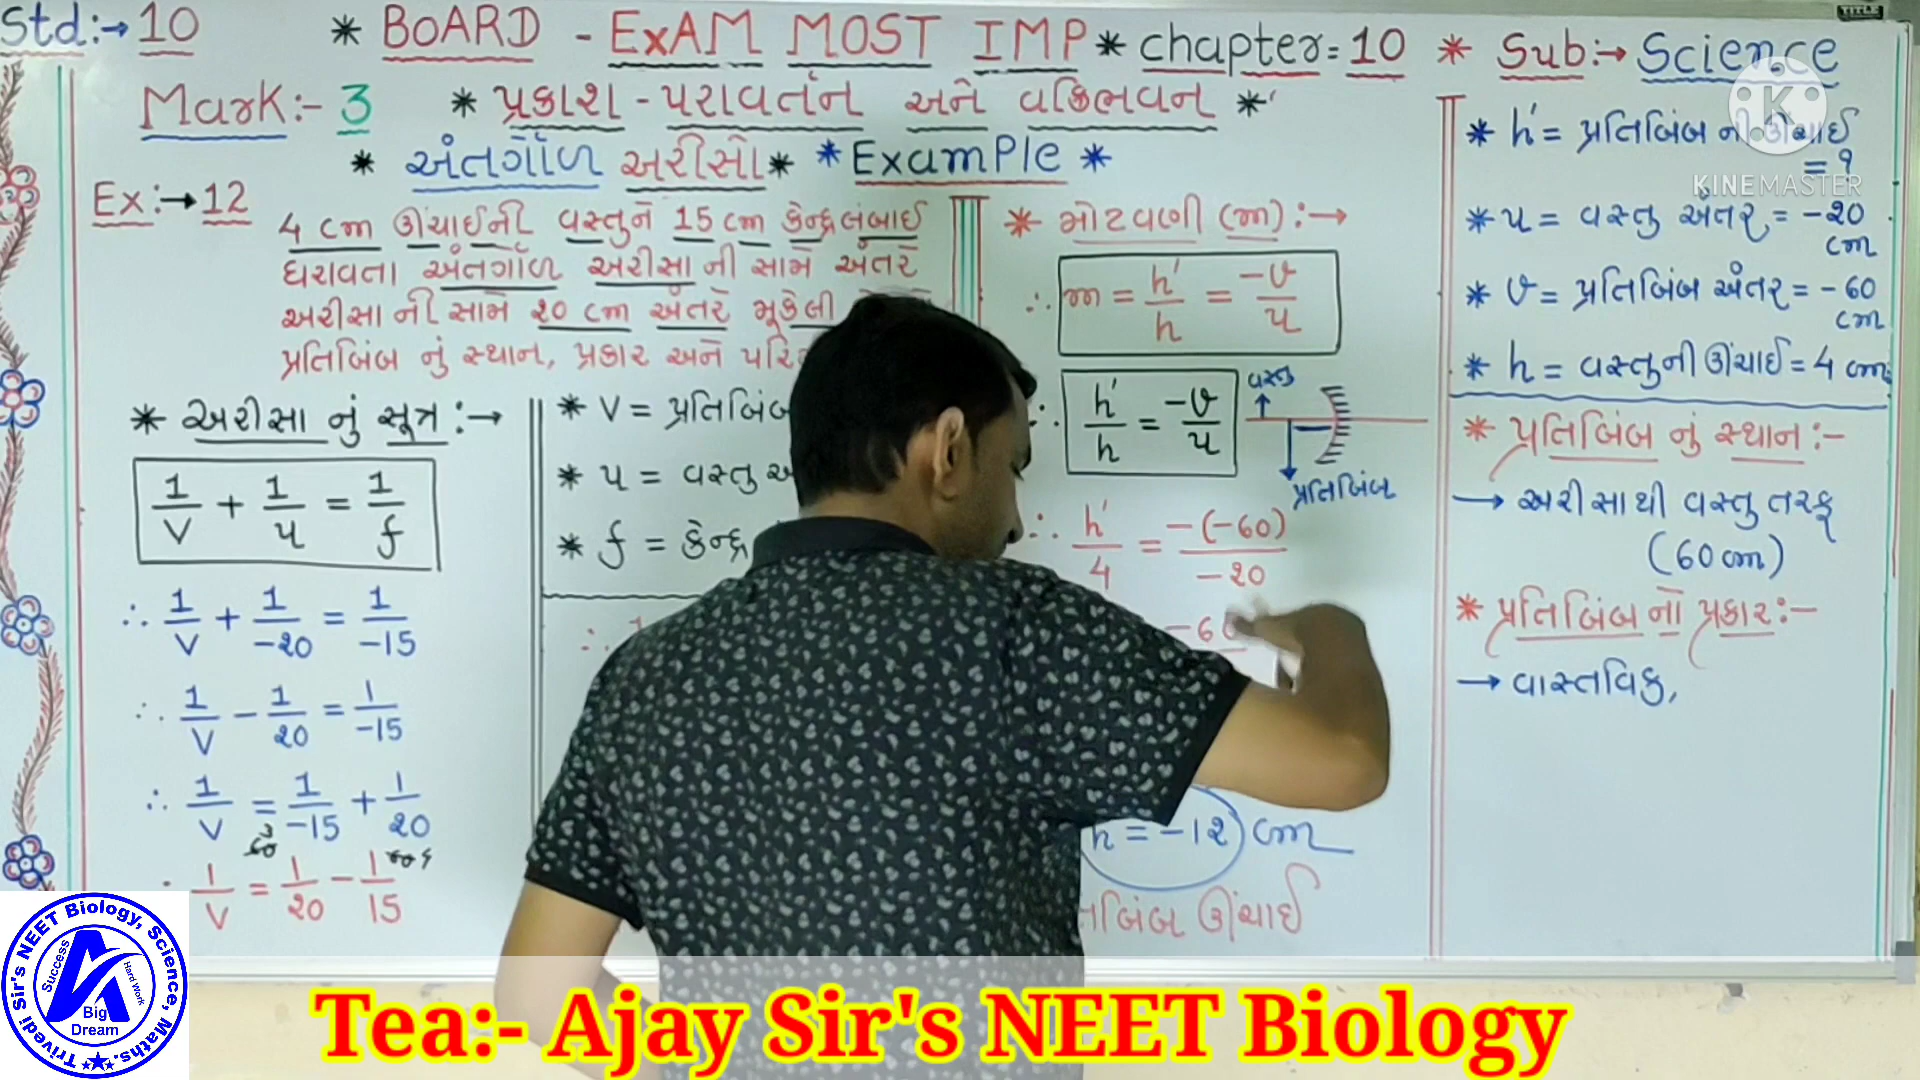 Std:→ 10 * BOARD - ExAM MOST IMP * chapter = 10 * Sub:→ Science
Mark:- 3 * પ્રકાશ - પરાવર્તન અને વક્રિભવન *
* અંતર્ગોળ અરીસો * * Example *
Ex:→ 12
4 cm ઊંચાઈની વસ્તુને 15 cm કેન્દ્રલંબાઈ
ધરાવતા અંતર્ગોળ અરીસા ની સામે અંતરે
અરીસા ની સામે 20 cm અંતરે મૂકેલી
પ્રતિબિંબ નું સ્થાન, પ્રકાર અને
* અરીસા નું સૂત્ર :→
1/v + 1/u = 1/f
∴ 1/v + 1/-20 = 1/-15
∴ 1/v - 1/20 = 1/-15
∴ 1/v = 1/-15 + 1/20
∴ 1/v = 1/20 - 1/15
* v = પ્રતિબિંબ
* u = વસ્તુ
* f = કેન્દ્ર
* મોટવણી (m) :→
∴ m = h'/h = -v/u
∴ h'/h = -v/u
વસ્તુ
પ્રતિબિંબ
∴ h'/4 = -(-60)/-20
h = -12 cm
ઊંચાઈ
* h' = પ્રતિબિંબ ની ઊંચાઈ
= ?
* u = વસ્તુ અંતર = -20
cm
* v = પ્રતિબિંબ અંતર = -60
cm
* h = વસ્તુની ઊંચાઈ = 4 cm
* પ્રતિબિંબ નું સ્થાન :-
→ અરીસાથી વસ્તુ તરફ
(60 cm)
* પ્રતિબિંબ નો પ્રકાર :-
→ વાસ્તવિક,
K
KINEMASTER
Trivedi Sir's NEET Biology, Science, Maths.
Success
Hard Work
Big
Dream
Tea:- Ajay Sir's NEET Biology